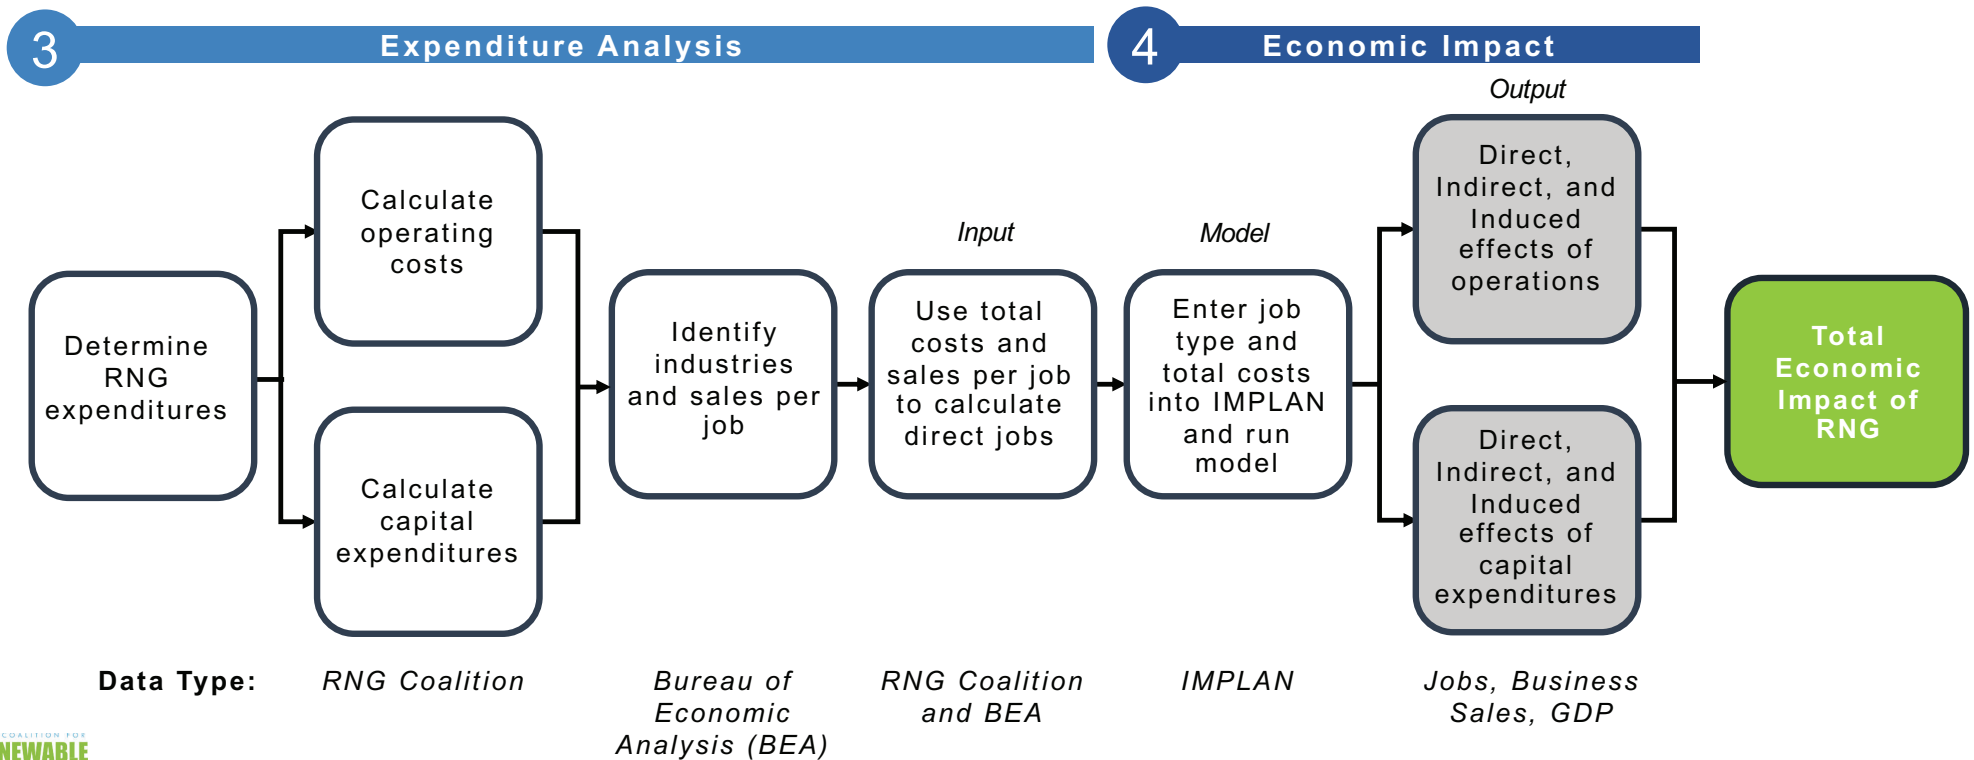 3
Expenditure Analysis
4
Economic Impact
Determine
RNG
expenditures
Calculate
operating
costs
Calculate
capital
expenditures
Identify
industries
and sales per
job
Input
Use total
costs and
sales per job
to calculate
direct jobs
Model
Enter job
type and
total costs
into IMPLAN
and run
model
Output
Direct,
Indirect, and
Induced
effects of
operations
Direct,
Indirect, and
Induced
effects of
capital
expenditures
Total
Economic
Impact of
RNG
Data Type:
RNG Coalition
Bureau of
Economic
Analysis (BEA)
RNG Coalition
and BEA
IMPLAN
Jobs, Business
Sales, GDP
COALITION FOR
NEWABLE